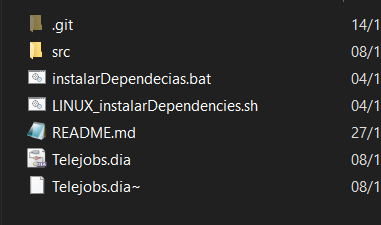 .git 14/1
src 08/1
instalarDependecias.bat 04/1
LINUX_instalarDependencies.sh 04/1
README.md 27/1
Telejobs.dia 08/1
Telejobs.dia~ 08/1